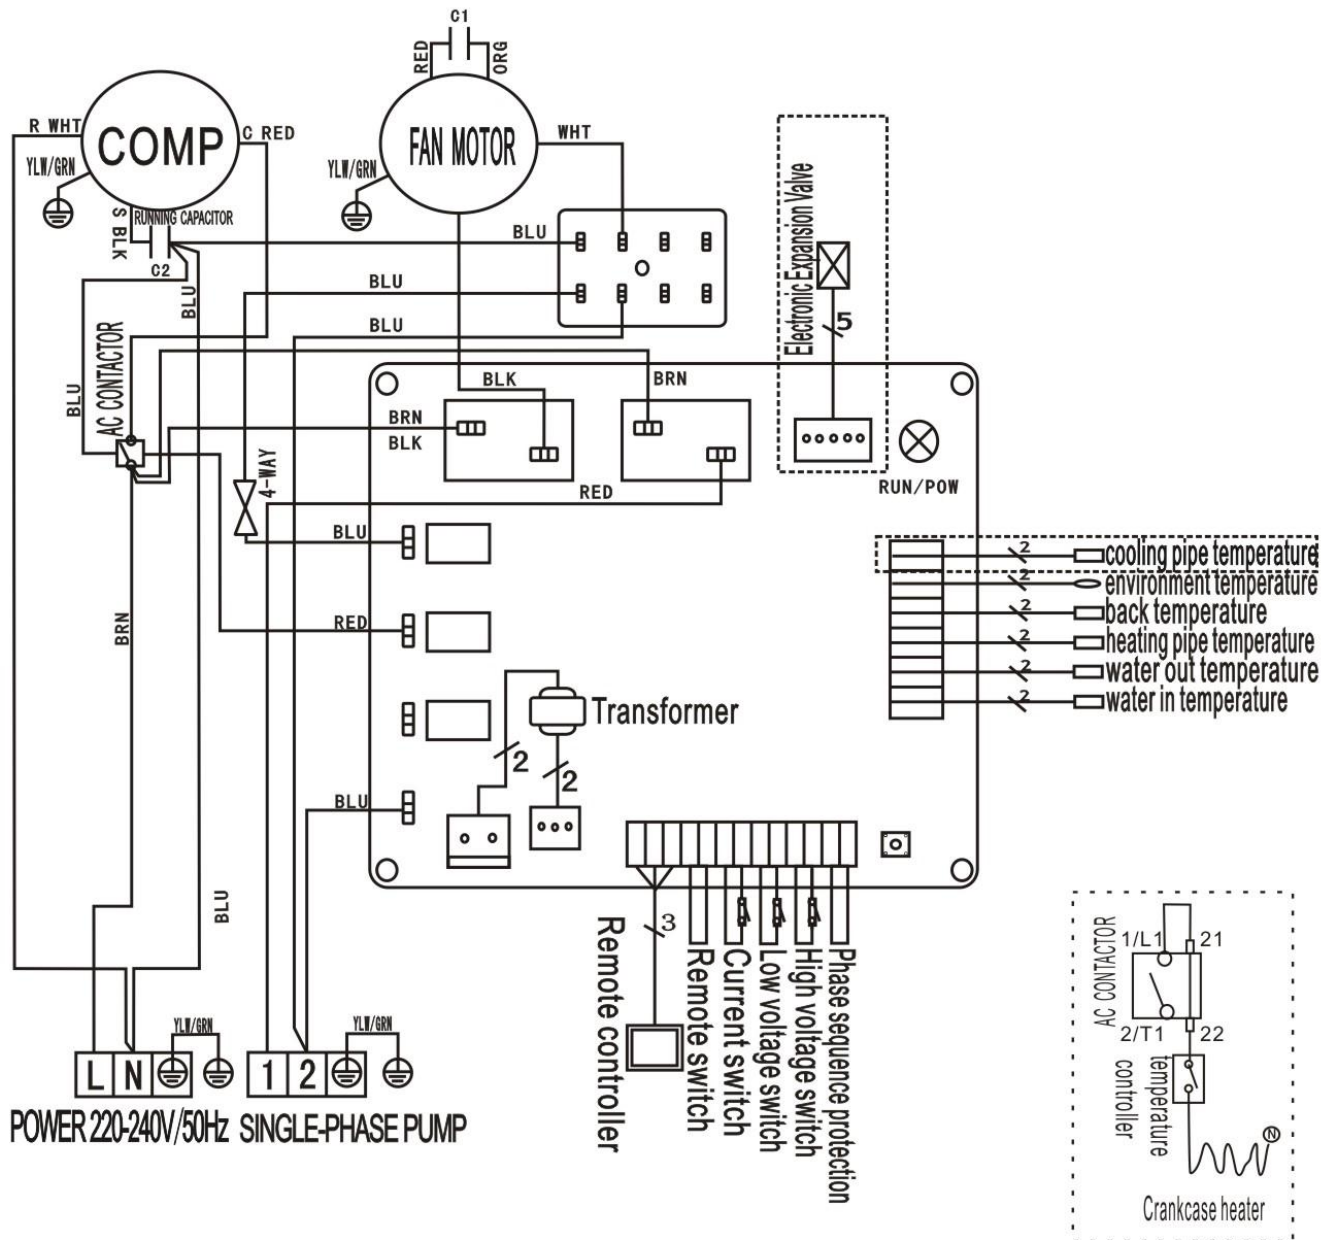 C1
RED
ORG
R WHT
COMP
C RED
YLW/GRN
FAN MOTOR
WHT
YLW/GRN
S BLK
RUNNING CAPACITOR
C2
BLU
BLU
BLU
BLU
Electronic Expansion Valve
5
AC CONTACTOR
BLU
BLK
BRN
BRN
BLK
4-WAY
RED
RUN/POW
BLU
2
cooling pipe temperature
2
environment temperature
2
back temperature
2
heating pipe temperature
2
water out temperature
2
water in temperature
BRN
RED
Transformer
2
2
BLU
BLU
3
Remote controller
Remote switch
Current switch
Low voltage switch
High voltage switch
Phase sequence protection
YLW/GRN
YLW/GRN
L N
1 2
POWER 220-240V/50Hz SINGLE-PHASE PUMP
AC CONTACTOR
1/L1
21
2/T1
22
temperature
controller
N
Crankcase heater